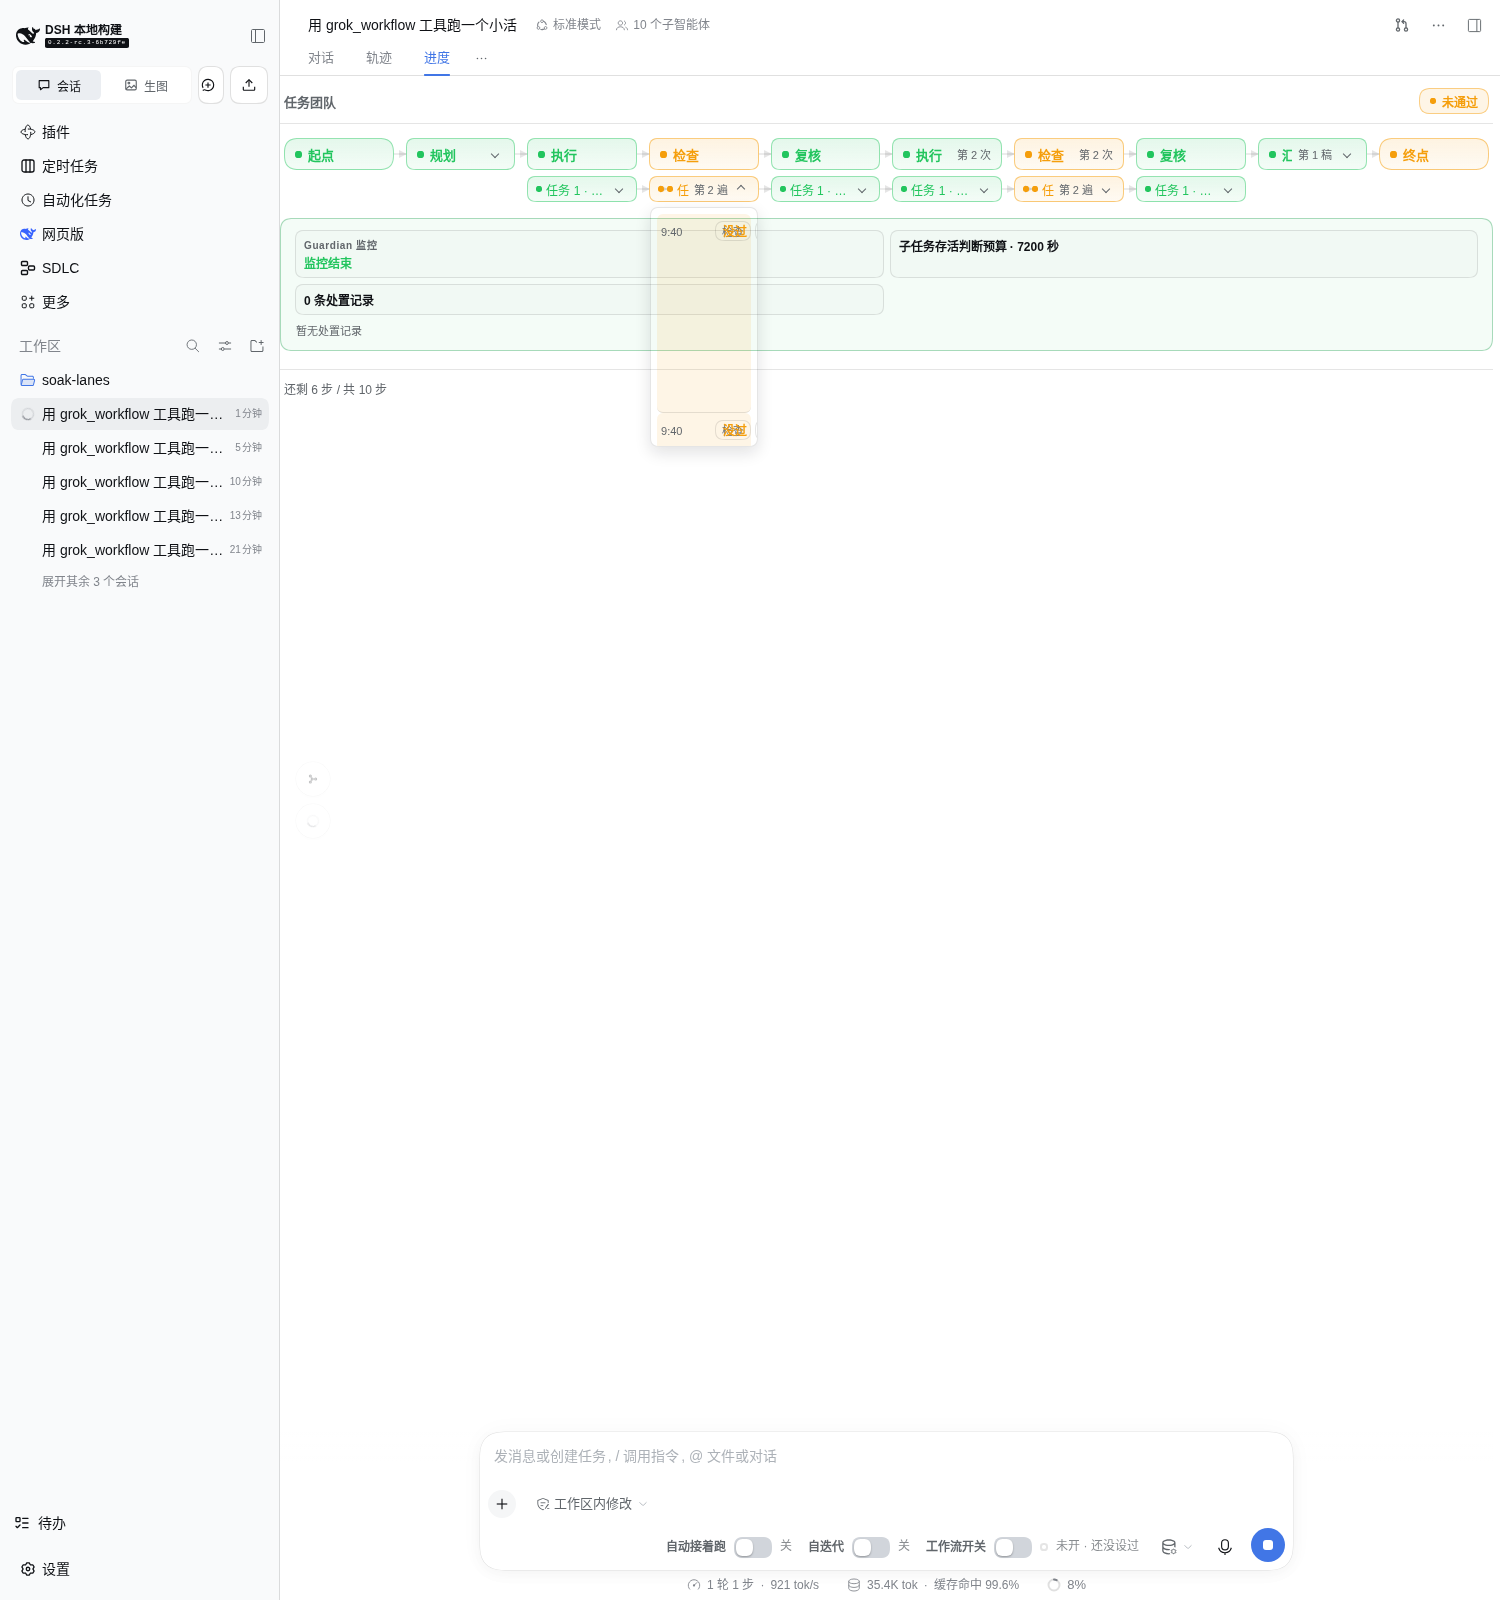 DSH 本地构建
0.2.2-rc.3-6b729fe
会话
生图
插件
定时任务
自动化任务
网页版
SDLC
更多
工作区
soak-lanes
用 grok_workflow 工具跑一… 1分钟
用 grok_workflow 工具跑一… 5分钟
用 grok_workflow 工具跑一… 10分钟
用 grok_workflow 工具跑一… 13分钟
用 grok_workflow 工具跑一… 21分钟
展开其余 3 个会话
待办
设置
用 grok_workflow 工具跑一个小活 标准模式 10 个子智能体
对话 轨迹 进度 …
任务团队 未通过
起点 规划 执行 检查 复核 执行 第 2 次 检查 第 2 次 复核 汇 第 1 稿 终点
任务 1 · … 任 第 2 遍 任务 1 · … 任务 1 · … 任 第 2 遍 任务 1 · …
9:40
Guardian 监控
监控结束
子任务存活判断预算 · 7200 秒
0 条处置记录
暂无处置记录
还剩 6 步 / 共 10 步
9:40
发消息或创建任务, / 调用指令, @ 文件或对话
工作区内修改
自动接着跑 关 自迭代 关 工作流开关 未开 · 还没设过
1 轮 1 步 · 921 tok/s 35.4K tok · 缓存命中 99.6% 8%